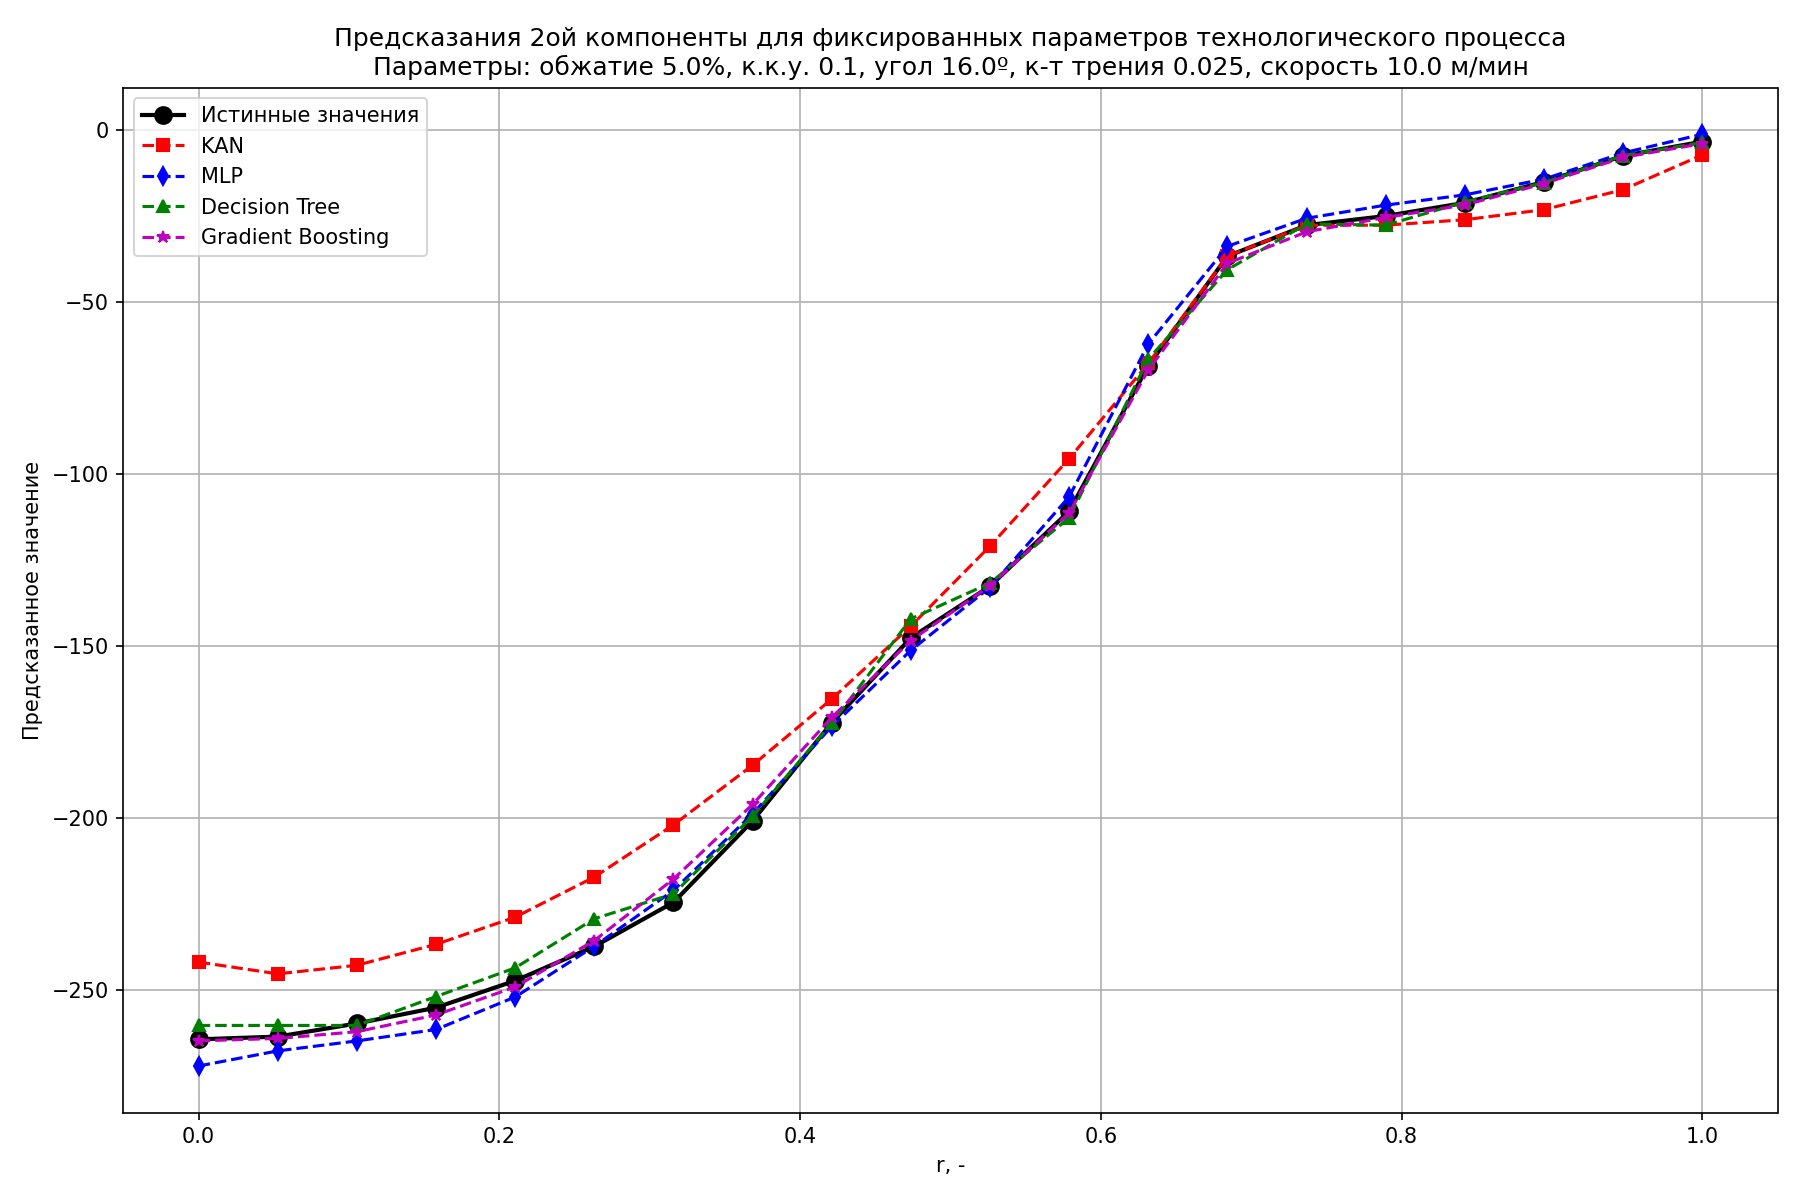 Предсказания 2ой компоненты для фиксированных параметров технологического процесса
Параметры: обжатие 5.0%, к.к.у. 0.1, угол 16.0º, к-т трения 0.025, скорость 10.0 м/мин
Истинные значения
KAN
MLP
Decision Tree
Gradient Boosting
Предсказанное значение
0
−50
−100
−150
−200
−250
0.0
0.2
0.4
0.6
0.8
1.0
r, -